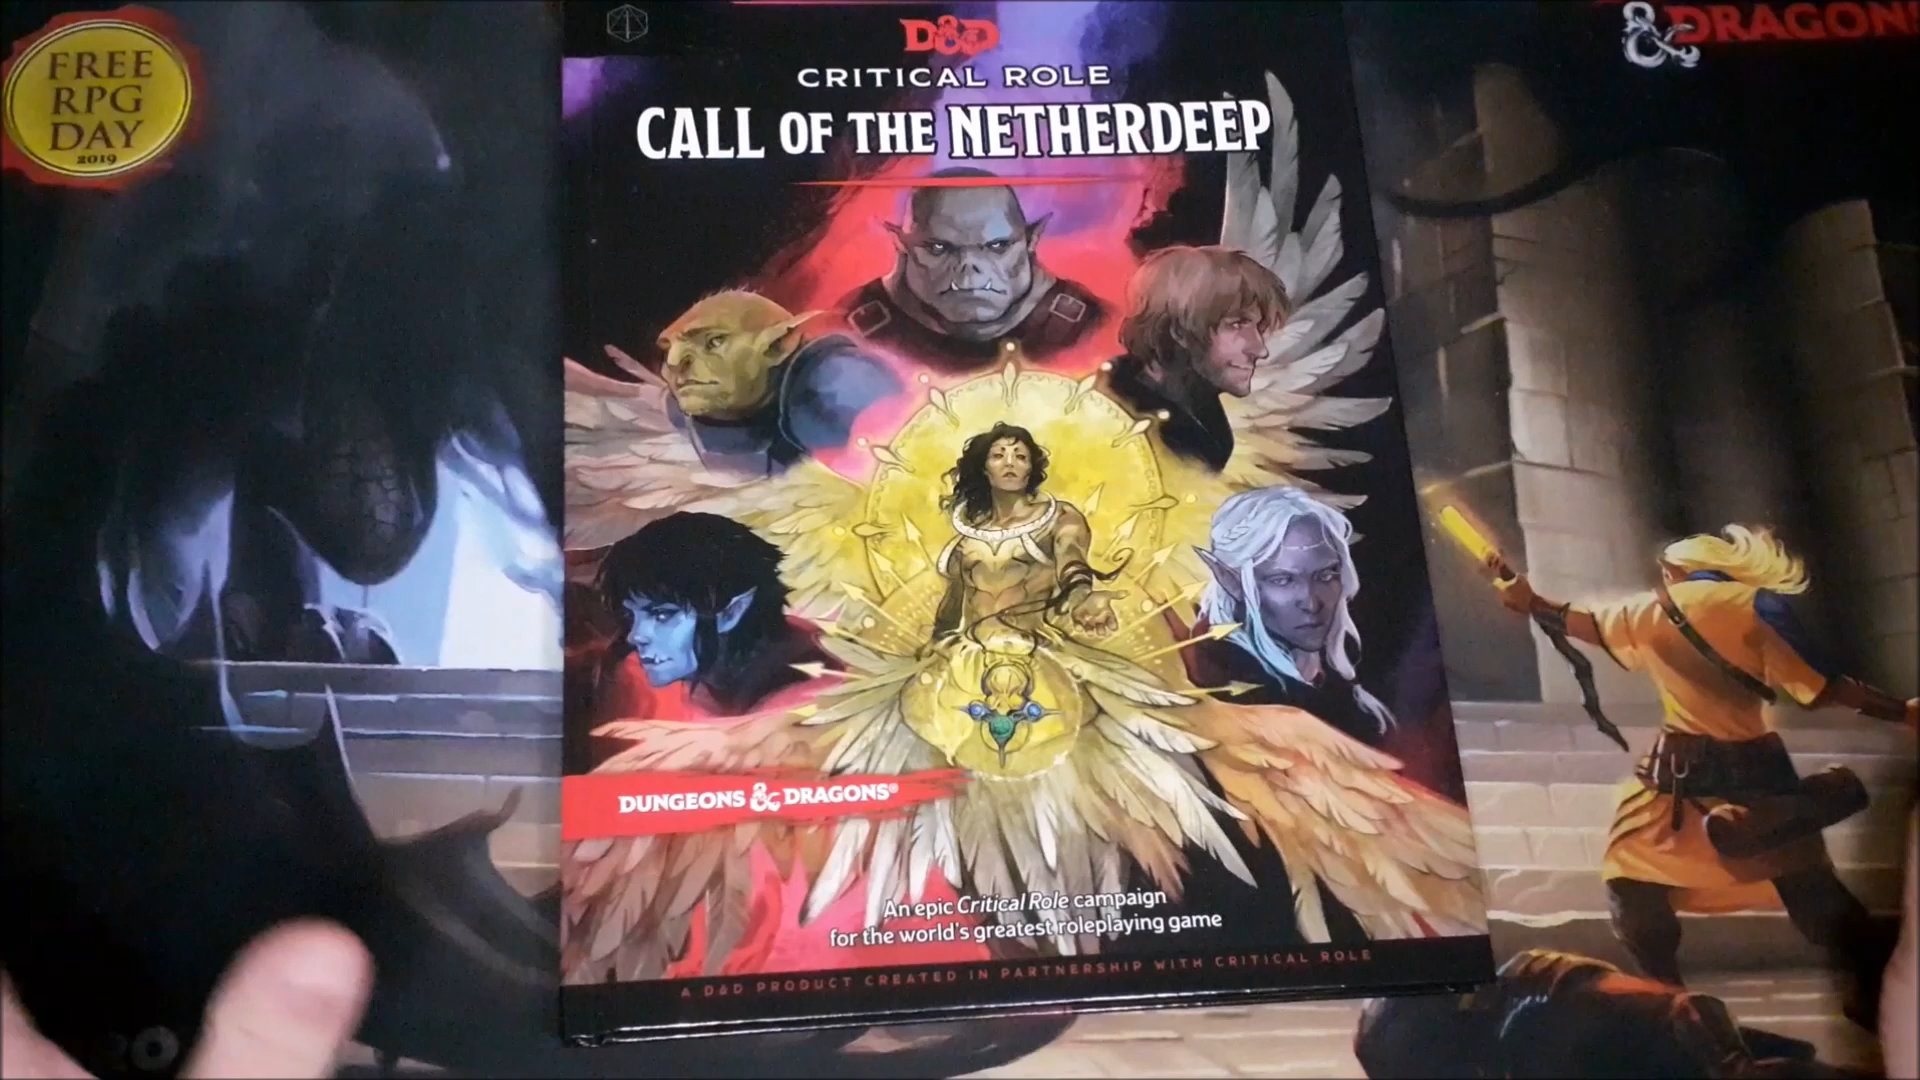 FREE
RPG
DAY
2019
D&D
CRITICAL ROLE
CALL OF THE NETHERDEEP
DUNGEONS & DRAGONS®
An epic Critical Role campaign
for the world's greatest roleplaying game
A D&D PRODUCT CREATED IN PARTNERSHIP WITH CRITICAL ROLE
& DRAGONS